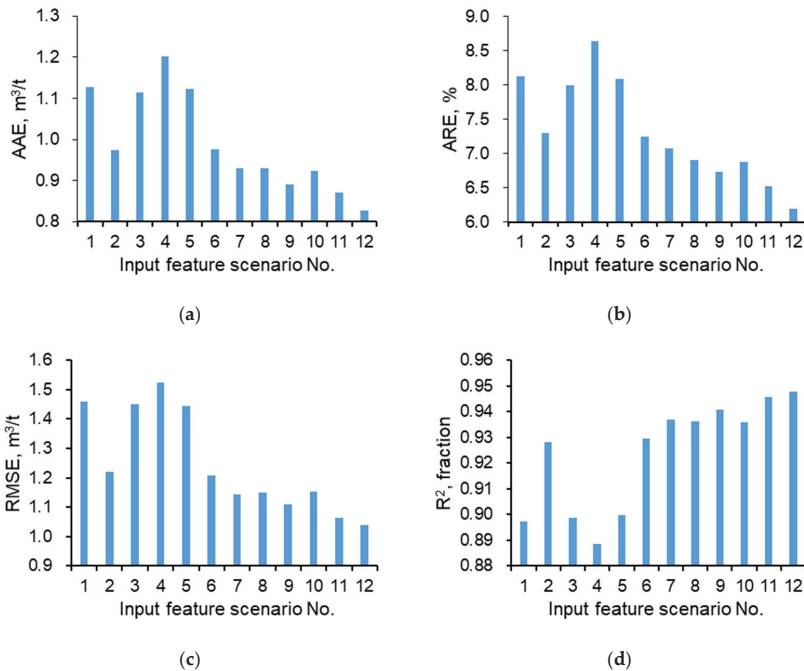 AAE, m³/t
1.3
1.2
1.1
1.0
0.9
0.8
1 2 3 4 5 6 7 8 9 10 11 12
Input feature scenario No.
(a)
ARE, %
9.0
8.5
8.0
7.5
7.0
6.5
6.0
1 2 3 4 5 6 7 8 9 10 11 12
Input feature scenario No.
(b)
RMSE, m³/t
1.6
1.5
1.4
1.3
1.2
1.1
1.0
0.9
1 2 3 4 5 6 7 8 9 10 11 12
Input feature scenario No.
(c)
R², fraction
0.96
0.95
0.94
0.93
0.92
0.91
0.90
0.89
0.88
1 2 3 4 5 6 7 8 9 10 11 12
Input feature scenario No.
(d)